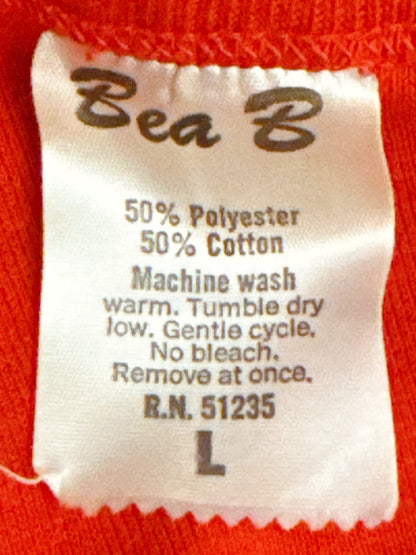 Bea B
50% Polyester
50% Cotton
Machine wash
warm. Tumble dry
low. Gentle cycle.
No bleach.
Remove at once.
R.N. 51235
L